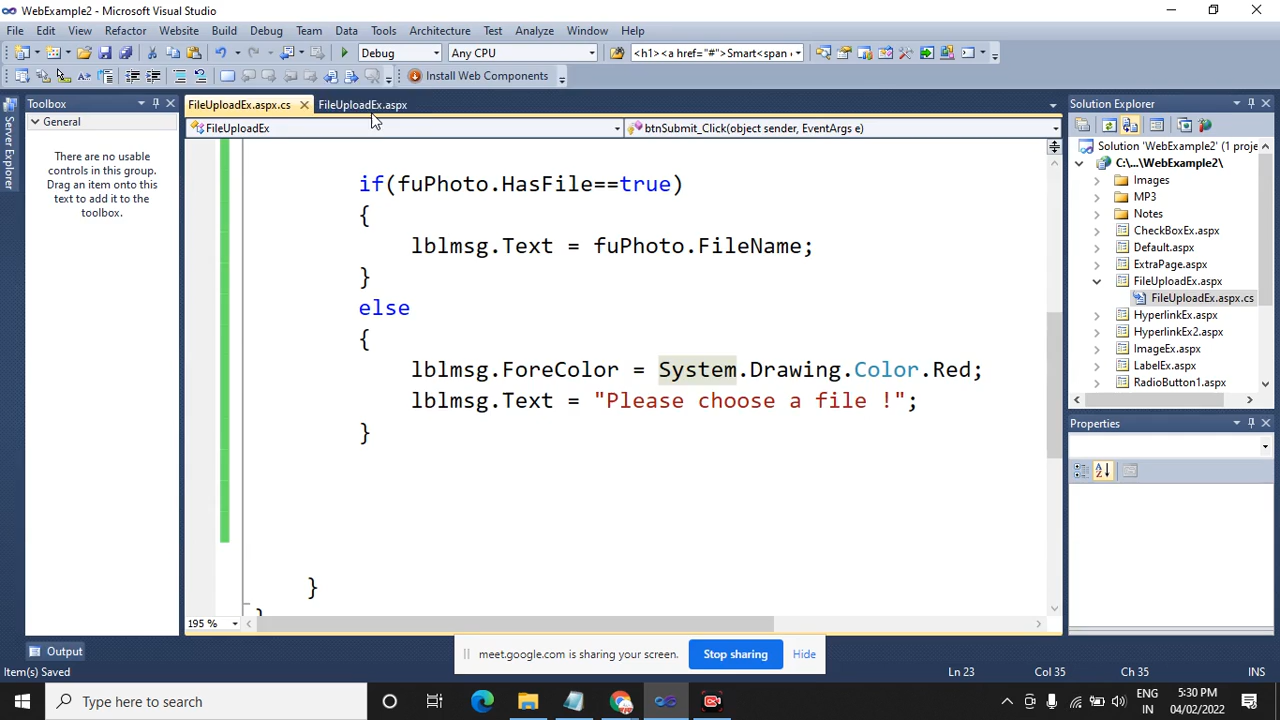 WebExample2 - Microsoft Visual Studio
File Edit View Refactor Website Build Debug Team Data Tools Architecture Test Analyze Window Help
Debug Any CPU <h1><a href="#">Smart<span
Install Web Components
Server Explorer
Toolbox
General
There are no usable
controls in this group.
Drag an item onto this
text to add it to the
toolbox.
FileUploadEx.aspx.cs FileUploadEx.aspx
FileUploadEx btnSubmit_Click(object sender, EventArgs e)
if(fuPhoto.HasFile==true)
{
lblmsg.Text = fuPhoto.FileName;
}
else
{
lblmsg.ForeColor = System.Drawing.Color.Red;
lblmsg.Text = "Please choose a file !";
}
}
195 %
Solution Explorer
Solution 'WebExample2' (1 proje
C:\...\WebExample2\
Images
MP3
Notes
CheckBoxEx.aspx
Default.aspx
ExtraPage.aspx
FileUploadEx.aspx
FileUploadEx.aspx.cs
HyperlinkEx.aspx
HyperlinkEx2.aspx
ImageEx.aspx
LabelEx.aspx
RadioButton1.aspx
Properties
Output
meet.google.com is sharing your screen. Stop sharing Hide
Item(s) Saved Ln 23 Col 35 Ch 35 INS
Type here to search
ENG
IN
5:30 PM
04/02/2022